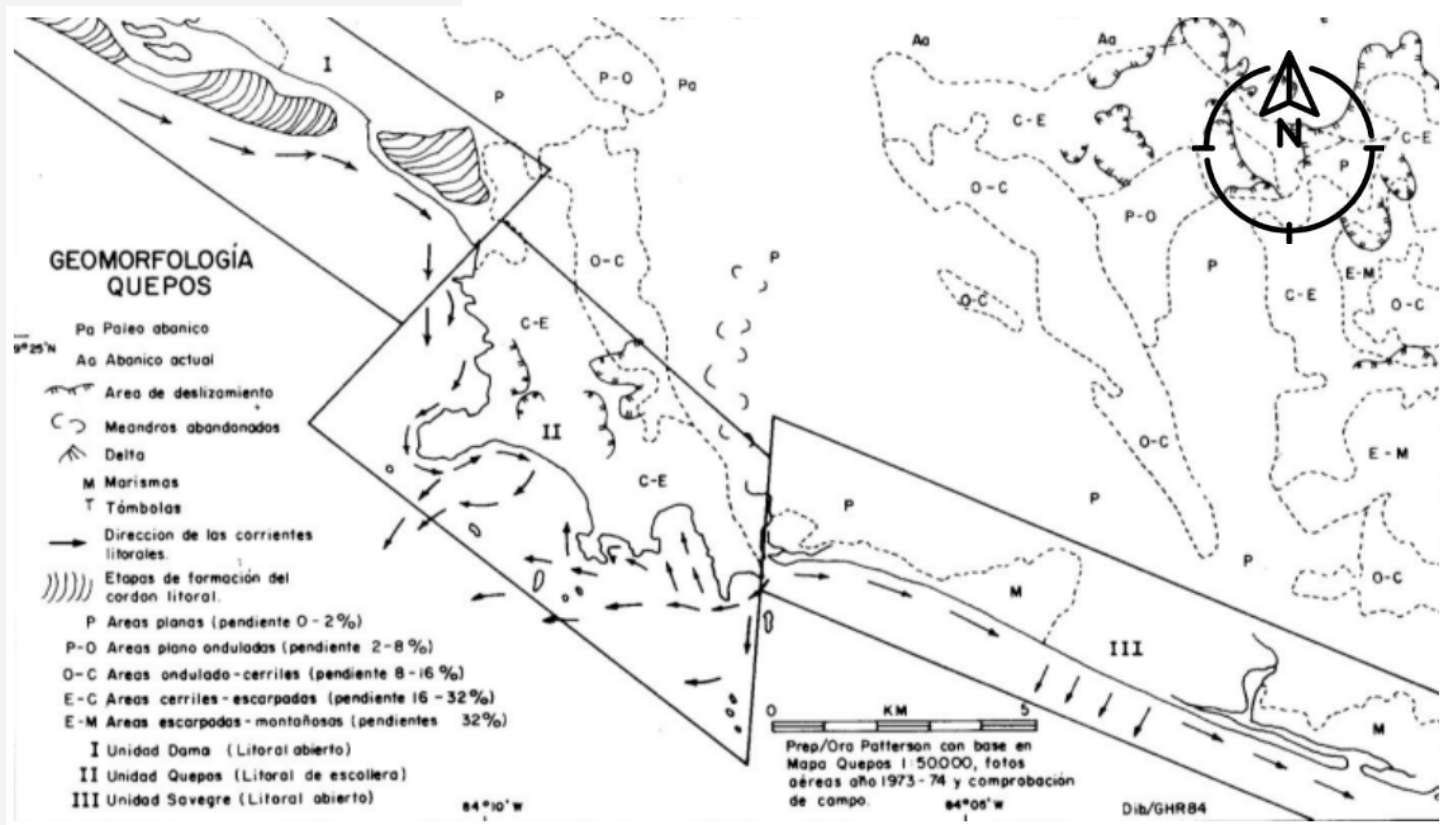 I
P-O
P
Pa
Aa
Aa
C-E
N
C-E
P
O-C
P-O
P
E-M
C-E
O-C
O-C
O-C
P
C-E
II
C-E
O-C
E-M
P
P
P
O-C
M
III
M
GEOMORFOLOGÍA
QUEPOS
Pa Paleo abanico
9°25'N
Aa Abanico actual
Area de deslizamiento
Meandros abandonados
Delta
M Marismas
T Tómbolas
Direccion de las corrientes
litorales.
Etapas de formación del
cordon litoral.
P Areas planas (pendiente 0-2%)
P-O Areas plano onduladas (pendiente 2-8%)
O-C Areas ondulado-cerriles (pendiente 8-16%)
E-C Areas cerriles-escarpadas (pendiente 16-32%)
E-M Areas escarpadas-montañosas (pendientes 32%)
I Unidad Dama (Litoral abierto)
II Unidad Quepos (Litoral de escollera)
III Unidad Savegre (Litoral abierto)
0 KM 5
Prep/Ora Patterson con base en
Mapa Quepos 1:50000, fotos
aéreas año 1973-74 y comprobación
de campo.
84°10'W
84°05'W
Dib/GHR84